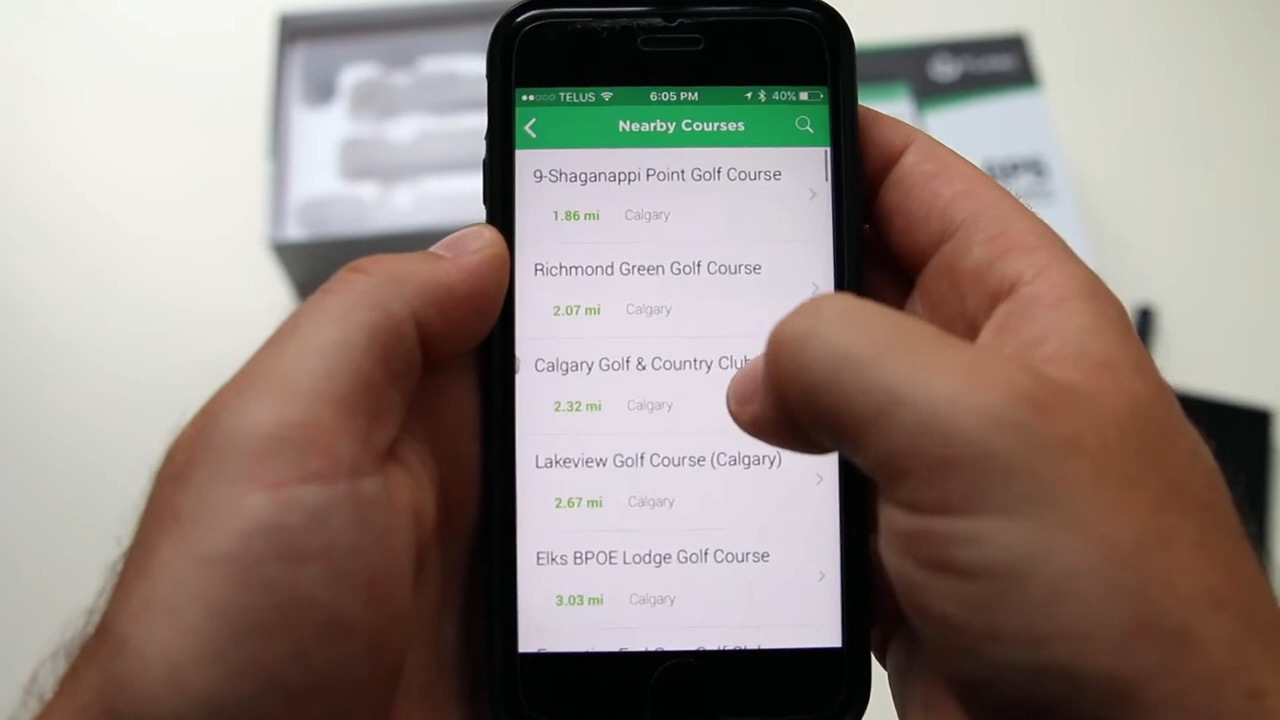 TELUS 6:05 PM 40%
Nearby Courses
9-Shaganappi Point Golf Course
1.86 mi Calgary
Richmond Green Golf Course
2.07 mi Calgary
Calgary Golf & Country Club
2.32 mi Calgary
Lakeview Golf Course (Calgary)
2.67 mi Calgary
Elks BPOE Lodge Golf Course
3.03 mi Calgary